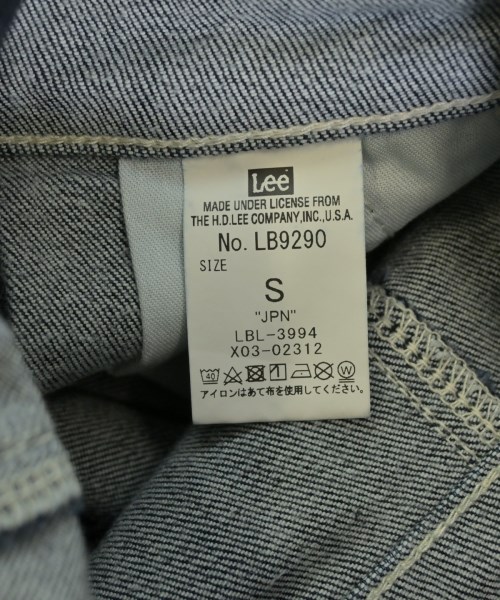 Lee
MADE UNDER LICENSE FROM
THE H.D.LEE COMPANY,INC.,U.S.A.
No. LB9290
SIZE
S
"JPN"
LBL-3994
X03-02312
40 W
アイロンはあて布を使用してください。